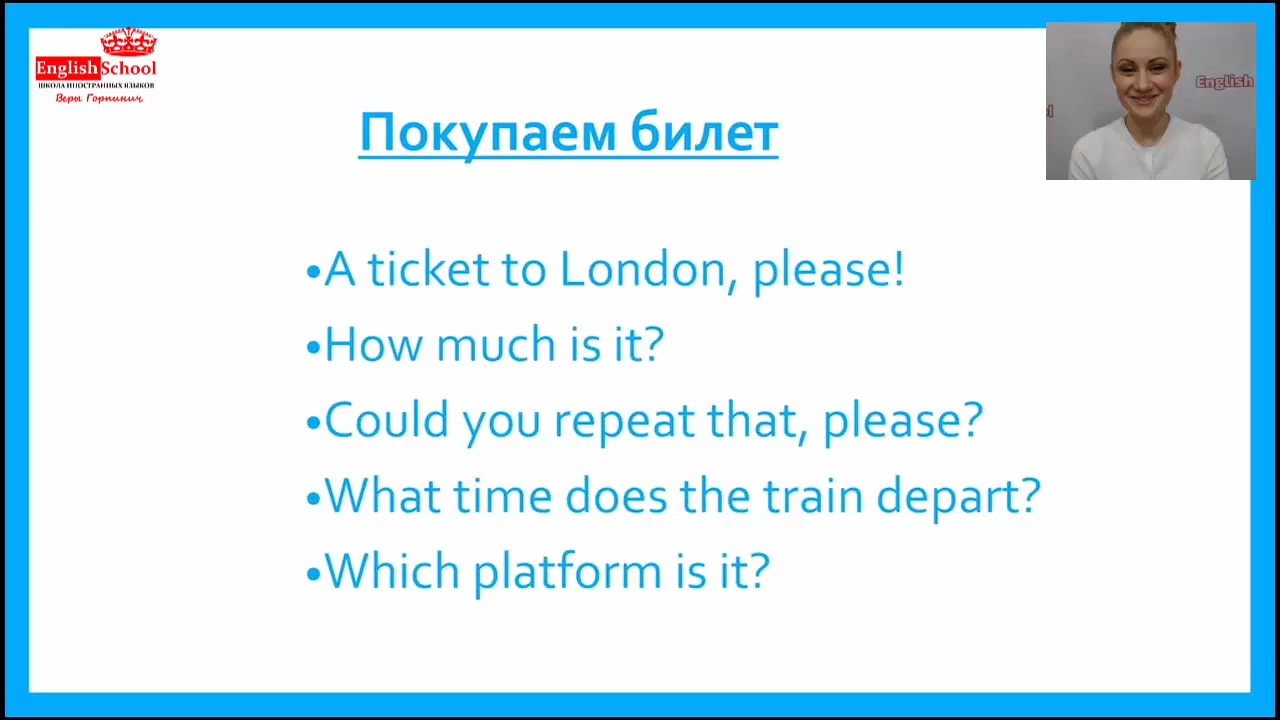 English School
ШКОЛА ИНОСТРАННЫХ ЯЗЫКОВ
Веры Горпинич
English
Покупаем билет
•A ticket to London, please!
•How much is it?
•Could you repeat that, please?
•What time does the train depart?
•Which platform is it?